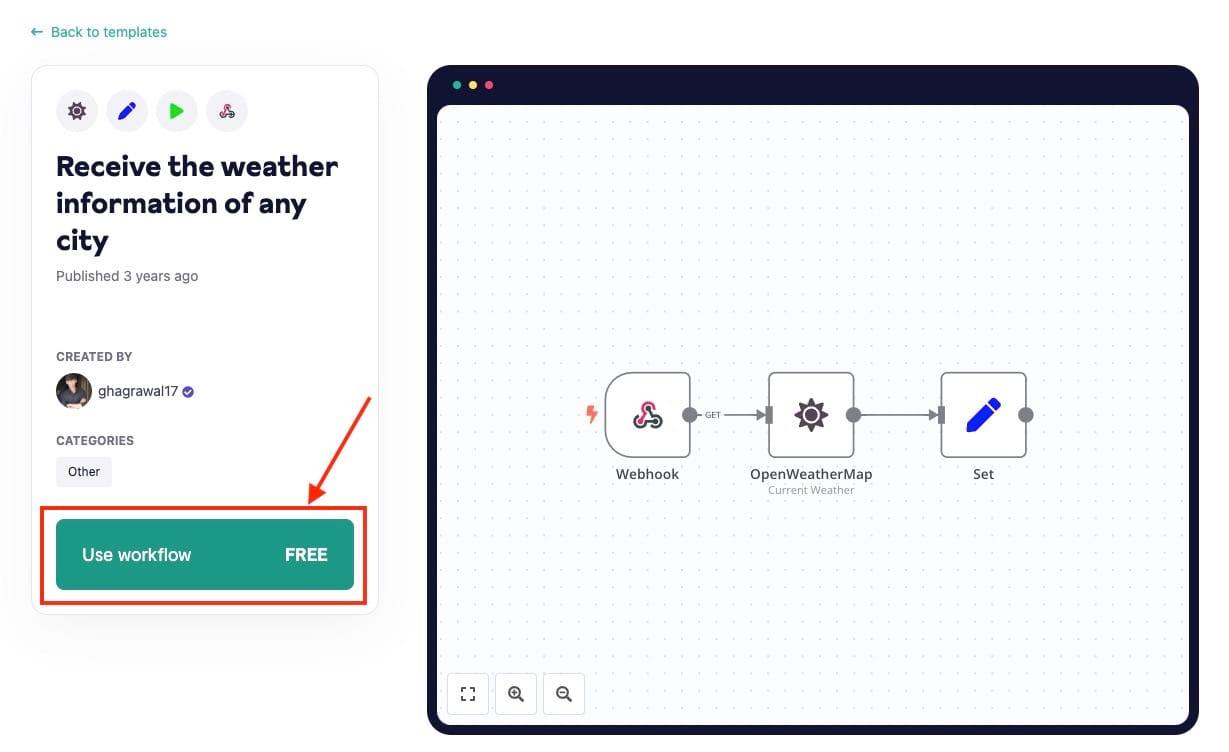 ← Back to templates
Receive the weather
information of any
city
Published 3 years ago
CREATED BY
ghagrawal17
CATEGORIES
Other
Use workflow FREE
GET
Webhook
OpenWeatherMap
Current Weather
Set